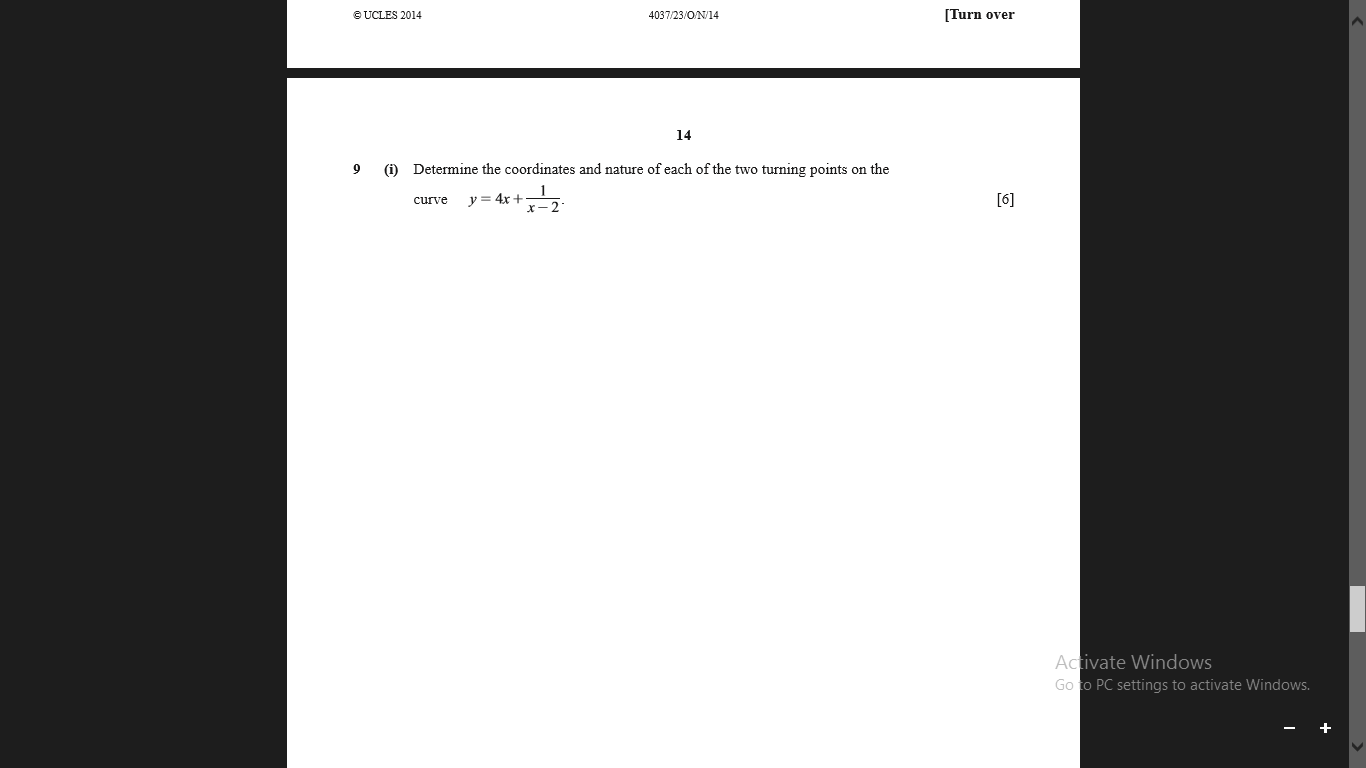 © UCLES 2014 4037/23/O/N/14 [Turn over
14
9 (i) Determine the coordinates and nature of each of the two turning points on the
curve y = 4x + 1/(x − 2). [6]
Activate Windows
Go to PC settings to activate Windows.